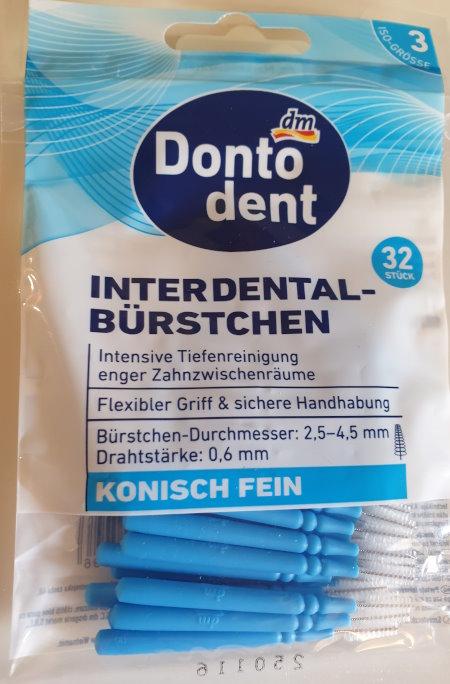 3
ISO-GRÖSSE
dm
Donto
dent
32
STÜCK
INTERDENTAL-
BÜRSTCHEN
Intensive Tiefenreinigung
enger Zahnzwischenräume
Flexibler Griff & sichere Handhabung
Bürstchen-Durchmesser: 2,5–4,5 mm
Drahtstärke: 0,6 mm
KONISCH FEIN
dm
250116